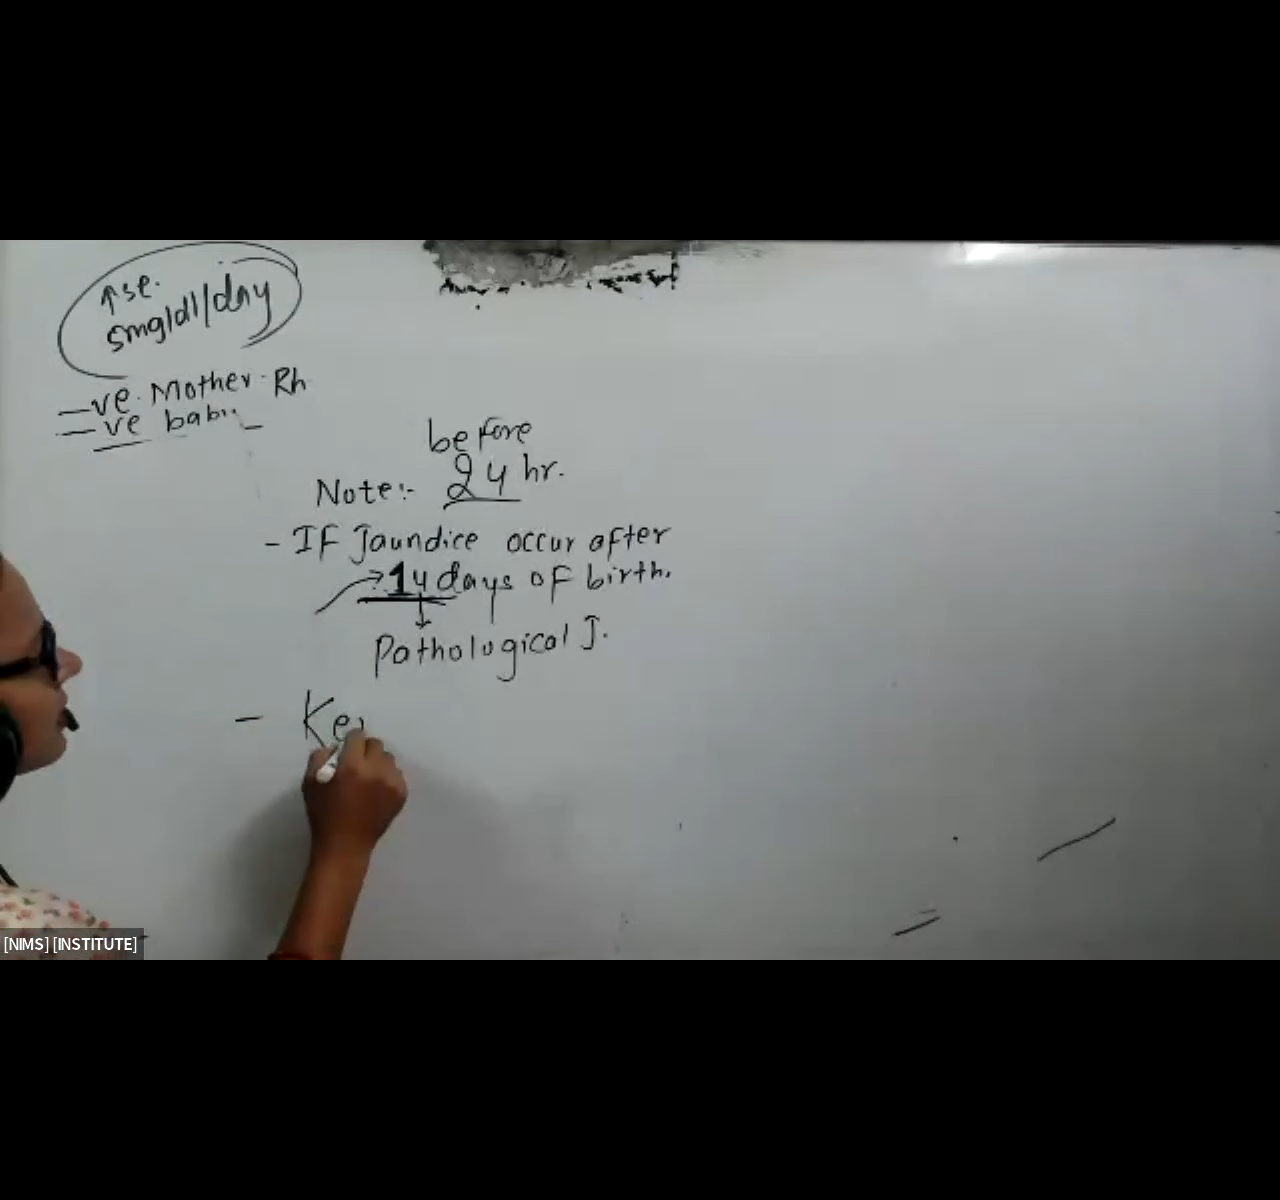 ↑se.
5mg/dl/day
-ve. Mother Rh
-ve baby
before
Note:- 24 hr.
- If Jaundice occur after
→ 14 days of birth.
↓
Pathological J.
- Ke
[NIMS] [INSTITUTE]